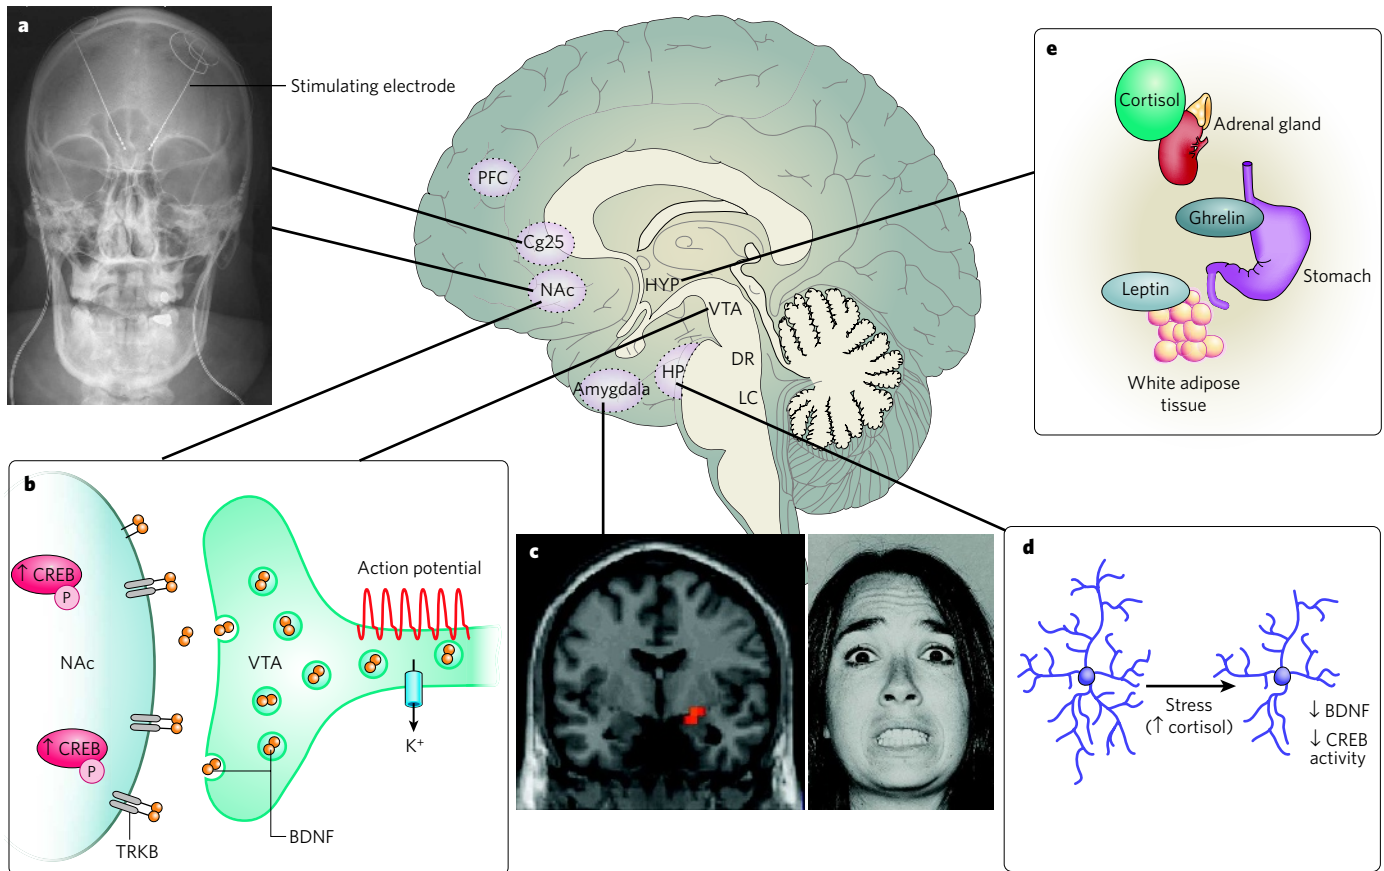 a
Stimulating electrode
PFC
Cg25
NAc
HYP
VTA
DR
LC
HP
Amygdala
e
Cortisol
Adrenal gland
Ghrelin
Stomach
Leptin
White adipose
tissue
b
↑ CREB
P
NAc
↑ CREB
P
TRKB
VTA
BDNF
Action potential
K⁺
c
d
Stress
(↑ cortisol)
↓ BDNF
↓ CREB
activity